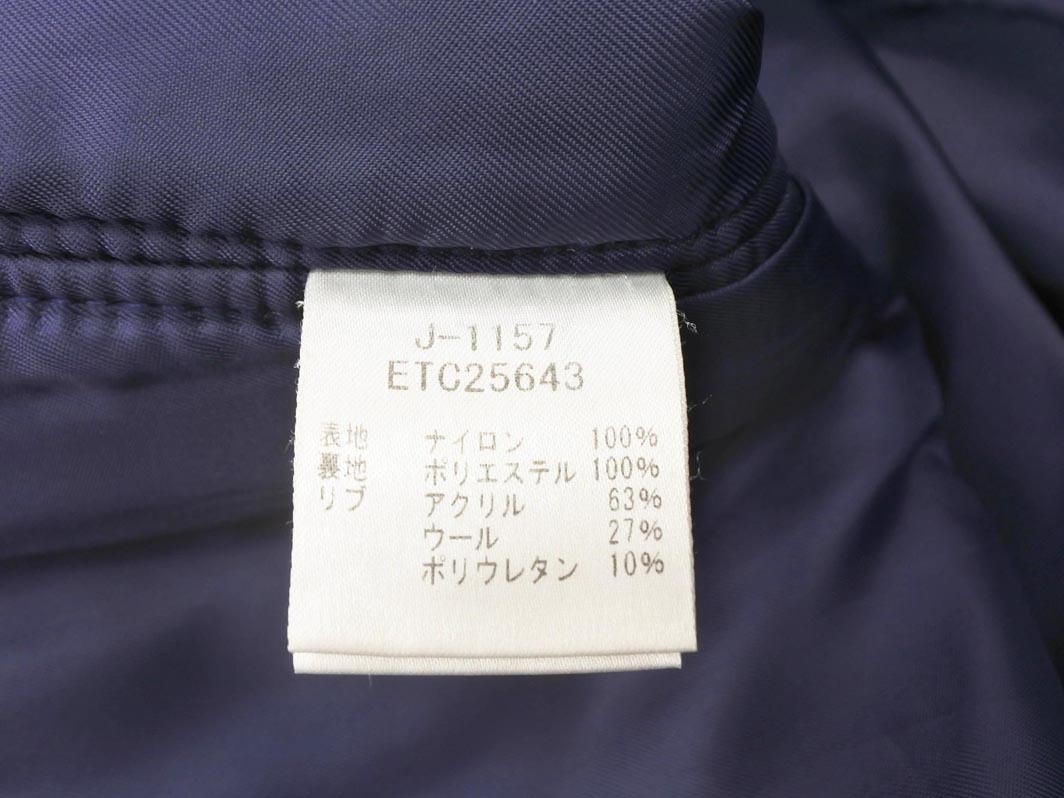 J-1157
ETC25643
表地 ナイロン 100%
裏地 ポリエステル 100%
リブ アクリル 63%
ウール 27%
ポリウレタン 10%